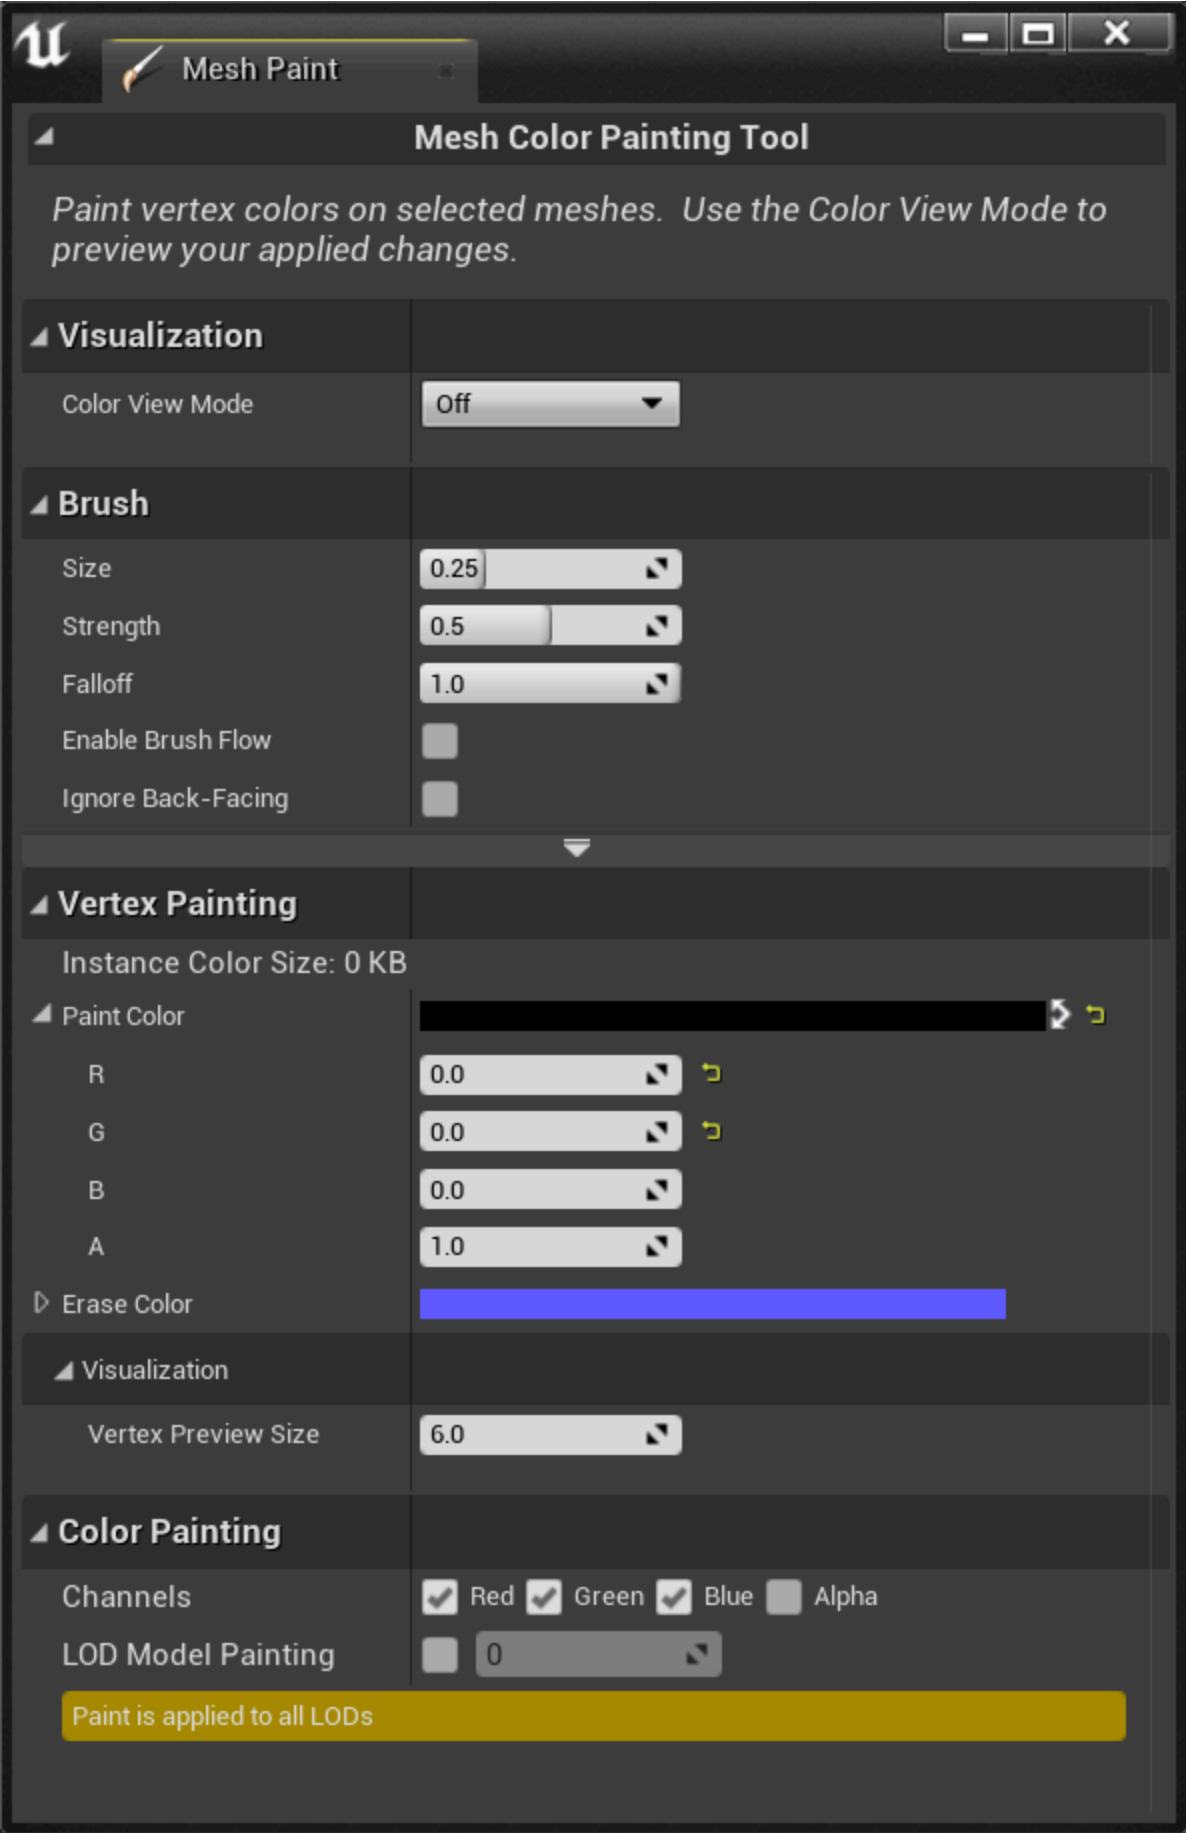 Mesh Paint
Mesh Color Painting Tool
Paint vertex colors on selected meshes. Use the Color View Mode to
preview your applied changes.
Visualization
Color View Mode Off
Brush
Size 0.25
Strength 0.5
Falloff 1.0
Enable Brush Flow
Ignore Back-Facing
Vertex Painting
Instance Color Size: 0 KB
Paint Color
R 0.0
G 0.0
B 0.0
A 1.0
Erase Color
Visualization
Vertex Preview Size 6.0
Color Painting
Channels Red Green Blue Alpha
LOD Model Painting 0
Paint is applied to all LODs